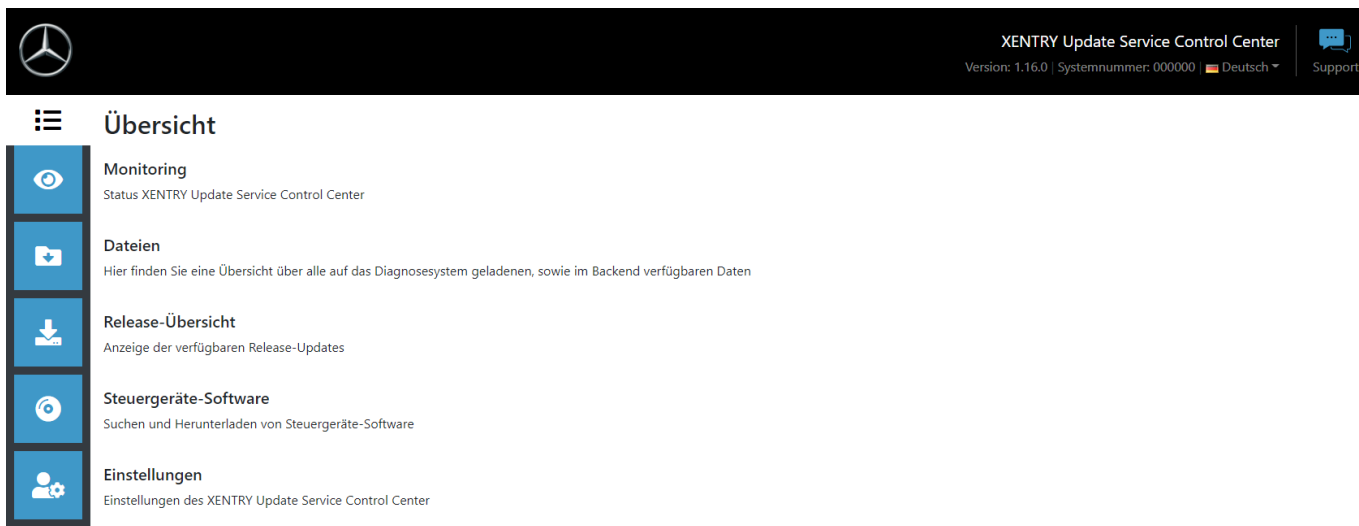 XENTRY Update Service Control Center
Version: 1.16.0 | Systemnummer: 000000 | Deutsch
Support
Übersicht
Monitoring
Status XENTRY Update Service Control Center
Dateien
Hier finden Sie eine Übersicht über alle auf das Diagnosesystem geladenen, sowie im Backend verfügbaren Daten
Release-Übersicht
Anzeige der verfügbaren Release-Updates
Steuergeräte-Software
Suchen und Herunterladen von Steuergeräte-Software
Einstellungen
Einstellungen des XENTRY Update Service Control Center